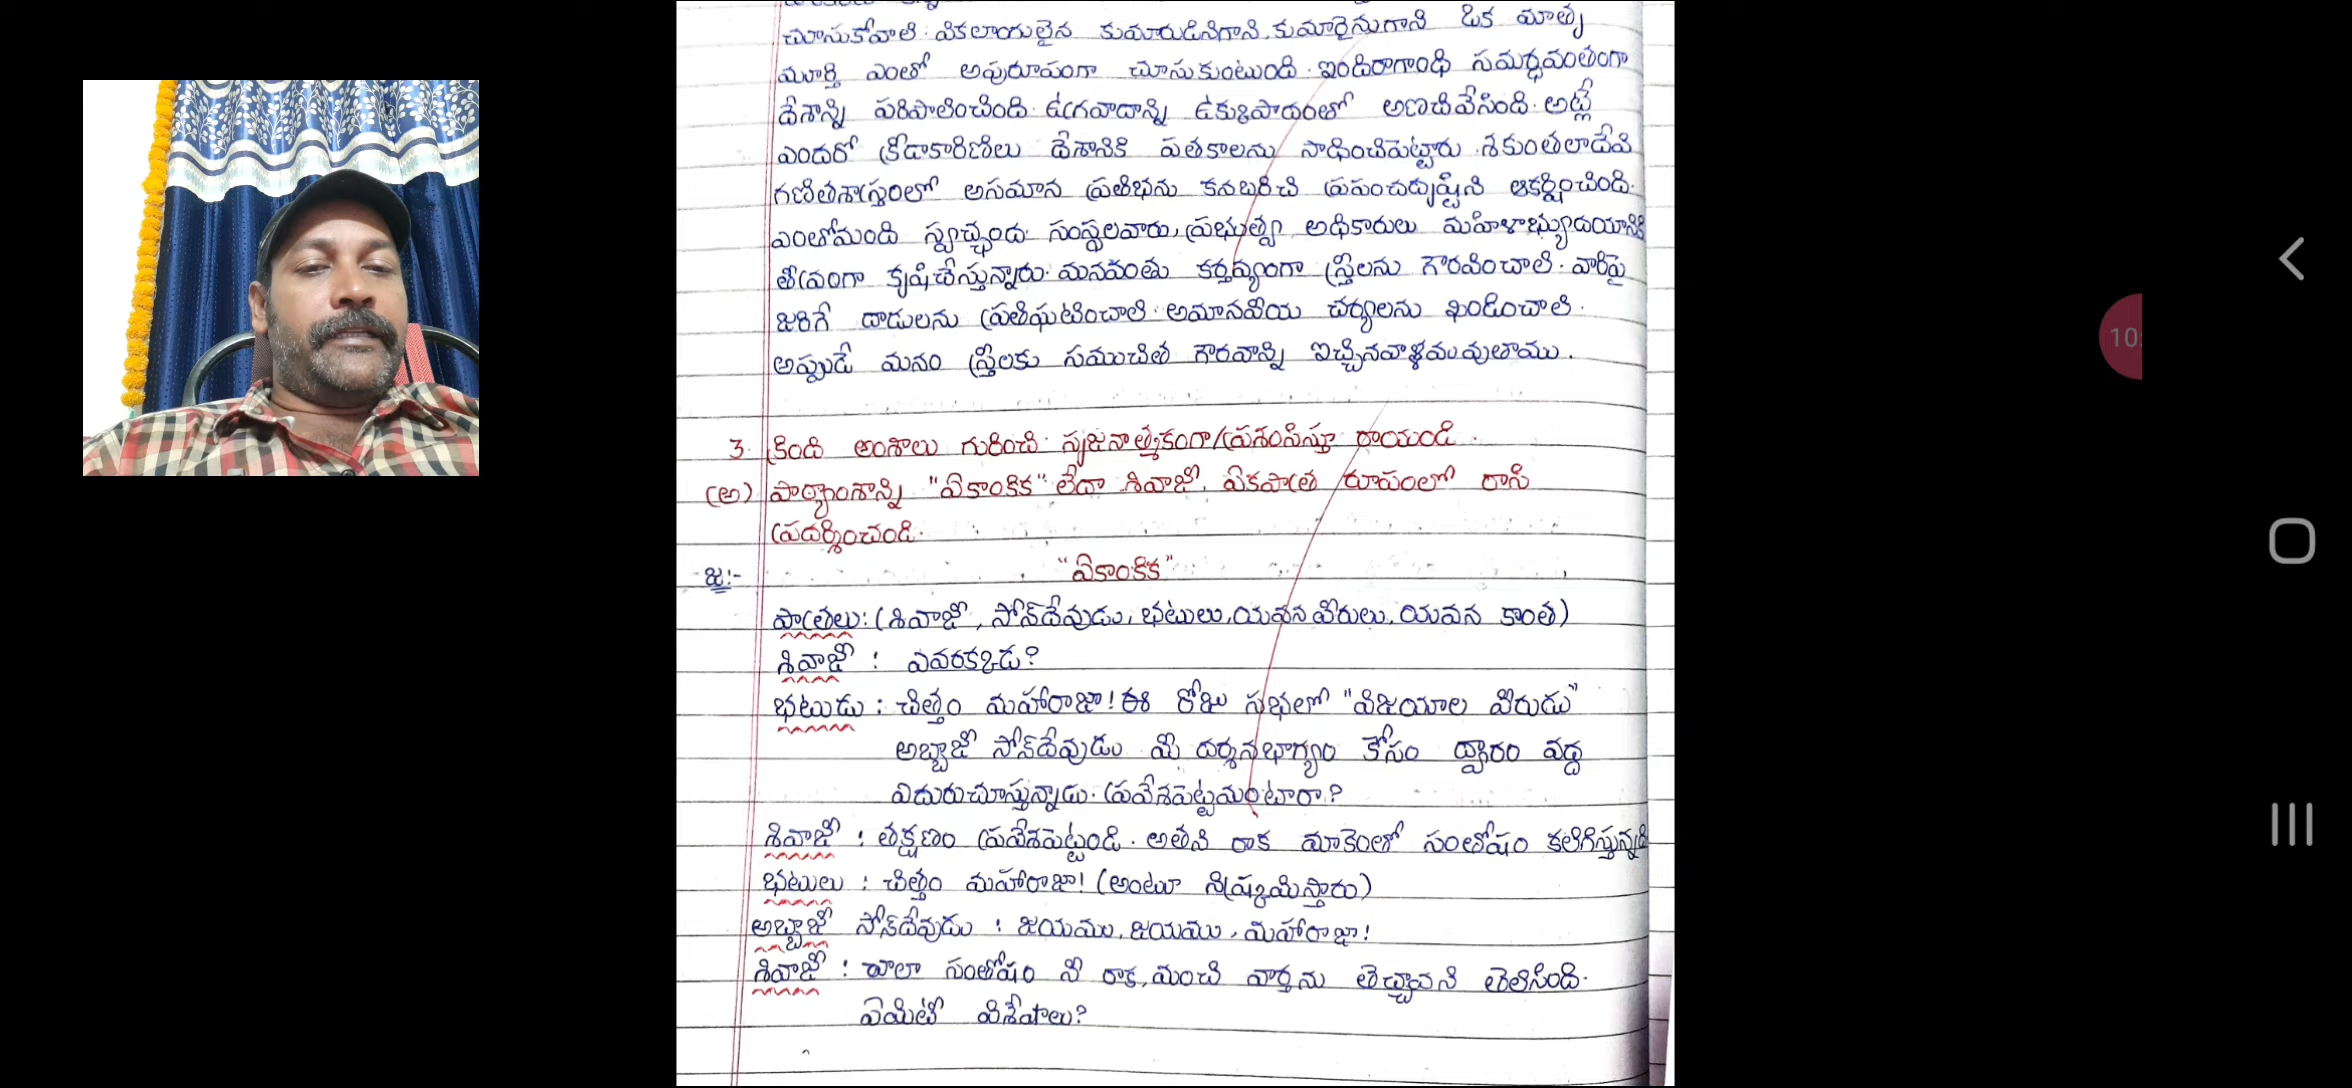 చూసుకోవాలి. వికలాంగులైన కుమారుడినిగాని, కుమార్తైనుగాని ఓక మాతృ
మూర్తి ఎంతో అపురూపంగా చూసుకుంటుంది. ఇందిరాగాంధి సమర్ధవంతంగా
దేశాన్ని పరిపాలించింది. ఉగ్రవాదాన్ని ఉక్కుపాదంతో అణచివేసింది. అట్లే
ఎందరో క్రీడాకారిణిలు దేశానికి పతకాలను సాధించిపెట్టారు. శకుంతలాదేవి
గణితశాస్త్రంలో అసమాన ప్రతిభను కనబరిచి ప్రపంచదృష్టిని ఆకర్షించింది.
ఎంతోమంది స్వచ్ఛంద సంస్థలవారు, ప్రభుత్వ అధికారులు మహిళాభ్యుదయానికి
తీవ్రంగా కృషిచేస్తున్నారు. మనవంతు కర్తవ్యంగా స్త్రీలను గౌరవించాలి. వారిపై
జరిగే దాడులను ప్రతిఘటించాలి. అమానవీయ చర్యలను ఖండించాలి.
అప్పుడే మనం స్త్రీలకు సముచిత గౌరవాన్ని ఇచ్చినవాళ్లమవుతాము.
3. క్రింది అంశాలు గురించి సృజనాత్మకంగా/ప్రశంసిస్తూ రాయండి.
(అ) పాఠ్యాంశాన్ని "ఏకాంకిక" లేదా శివాజీ, ఏకపాత్ర రూపంలో రాసి
ప్రదర్శించండి.
జ:- "ఏకాంకిక"
పాత్రలు: (శివాజీ, సోన్‌దేవుడు, భటులు, యవన వీరులు, యవన కాంత)
శివాజీ : ఎవరక్కడ?
భటుడు : చిత్తం మహారాజా! ఈ రోజు సభలో "విజయాల వీరుడు"
అబ్బాజీ సోన్‌దేవుడు మీ దర్శనభాగ్యం కోసం ద్వారం వద్ద
ఎదురుచూస్తున్నాడు. ప్రవేశపెట్టమంటారా?
శివాజీ : తక్షణం ప్రవేశపెట్టండి. అతని రాక మాకెంతో సంతోషం కలిగిస్తున్నది
భటులు : చిత్తం మహారాజా! (అంటూ నిష్క్రమిస్తారు)
అబ్బాజీ సోన్‌దేవుడు : జయము, జయము, మహారాజా!
శివాజీ : చాలా సంతోషం నీ రాక, మంచి వార్తను తెచ్చావని తెలిసింది.
ఏమిటో విశేషాలు?